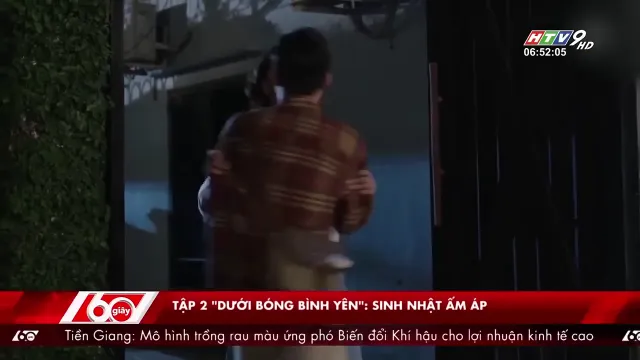 HTV9 HD
06:52:05
60 giây
TẬP 2 "DƯỚI BÓNG BÌNH YÊN": SINH NHẬT ẤM ÁP
Tiền Giang: Mô hình trồng rau màu ứng phó Biến đổi Khí hậu cho lợi nhuận kinh tế cao